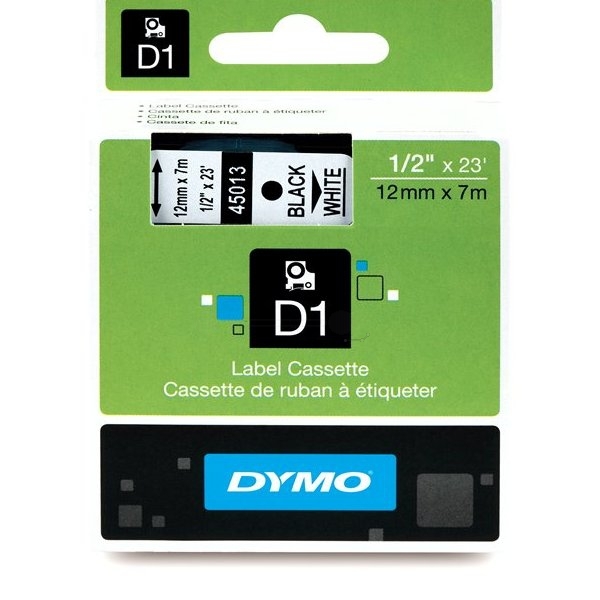 D1
• Label Cassette
• Cassette de ruban à étiqueter
• Cinta
• Cassete de fita
12mm x 7m
1/2" x 23'
45013
BLACK
WHITE
1/2" x 23'
12mm x 7m
D1
Label Cassette
Cassette de ruban à étiqueter
DYMO